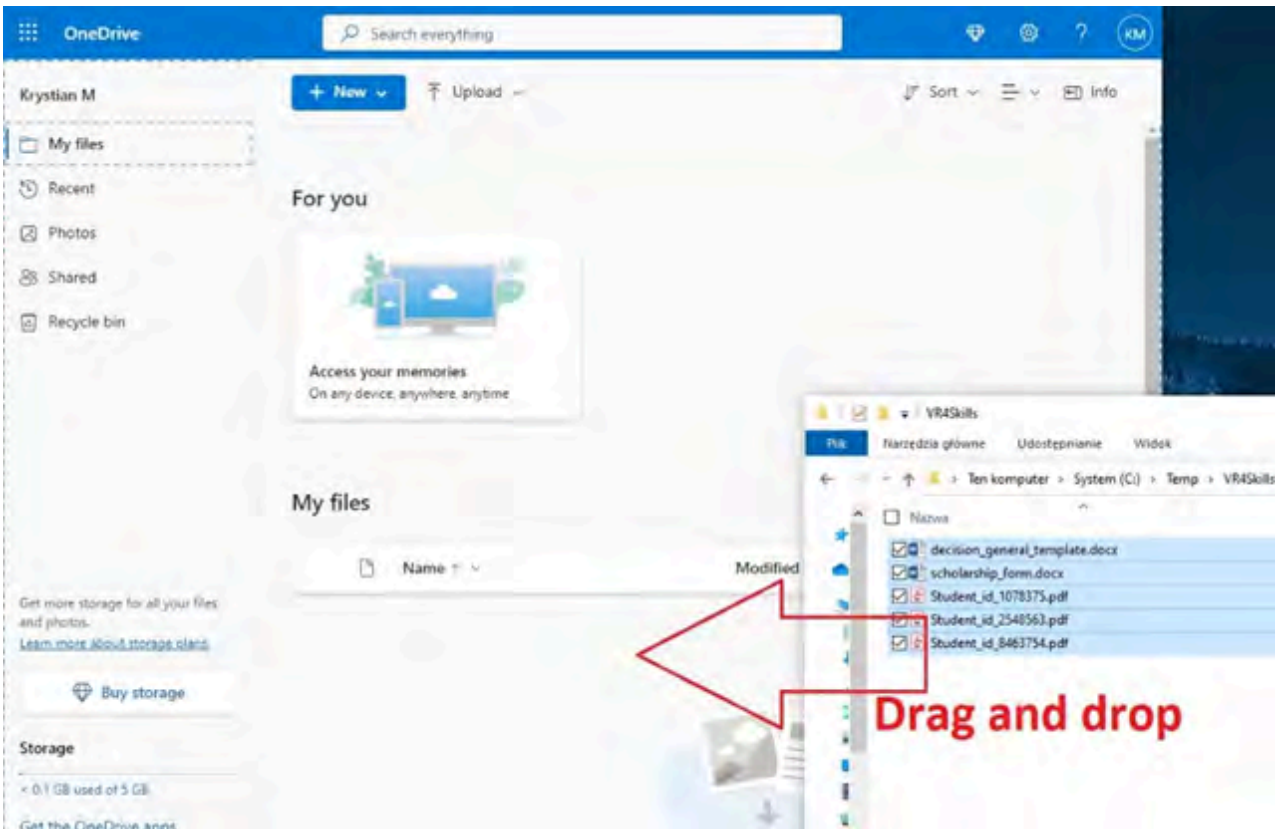 OneDrive
Search everything
KM
Krystian M
New
Upload
Sort
Info
My files
Recent
Photos
Shared
Recycle bin
For you
Access your memories
On any device, anywhere, anytime
My files
Name
Modified
Get more storage for all your files
and photos.
Learn more about storage plans.
Buy storage
Storage
< 0.1 GB used of 5 GB
Get the OneDrive apps
VR4Skills
Plik
Narzędzia główne
Udostępnianie
Widok
Ten komputer > System (C:) > Temp > VR4Skills
Nazwa
decision_general_template.docx
scholarship_form.docx
Student_id_1078375.pdf
Student_id_2548563.pdf
Student_id_8463754.pdf
Drag and drop